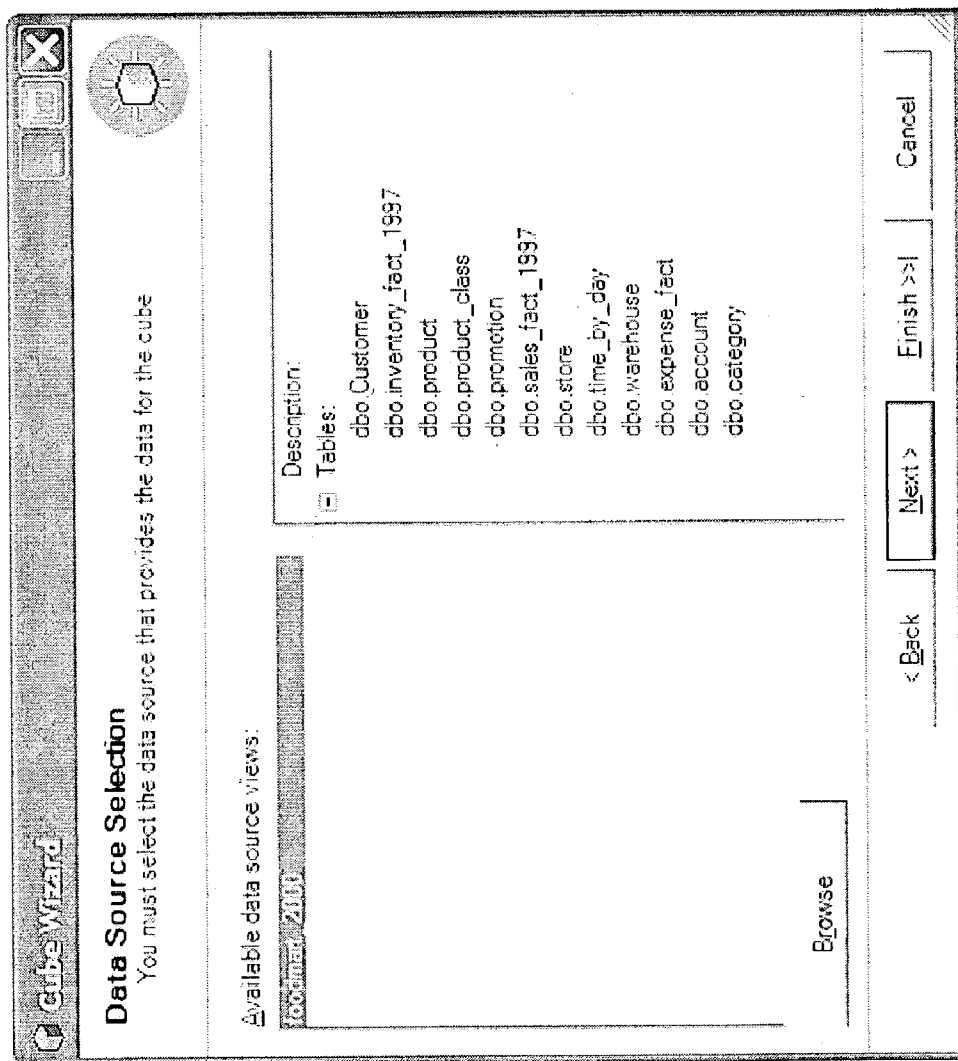 Cube Wizard
Data Source Selection
You must select the data source that provides the data for the cube
Available data source views:
foodmart 2000
Browse
Description:
Tables:
dbo.Customer
dbo.inventory_fact_1997
dbo.product
dbo.product_class
dbo.promotion
dbo.sales_fact_1997
dbo.store
dbo.time_by_day
dbo.warehouse
dbo.expense_fact
dbo.account
dbo.category
< Back
Next >
Finish >>|
Cancel